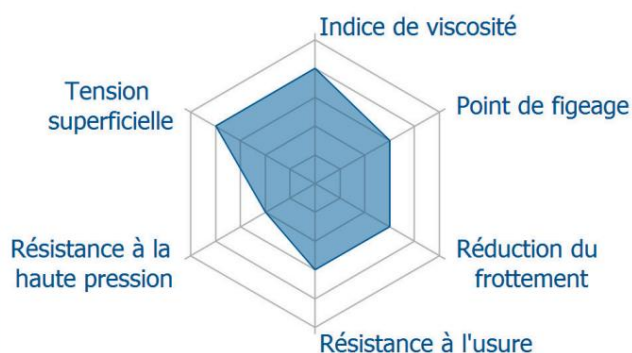 Indice de viscosité
Tension
superficielle
Point de figeage
Résistance à la
haute pression
Réduction du
frottement
Résistance à l'usure